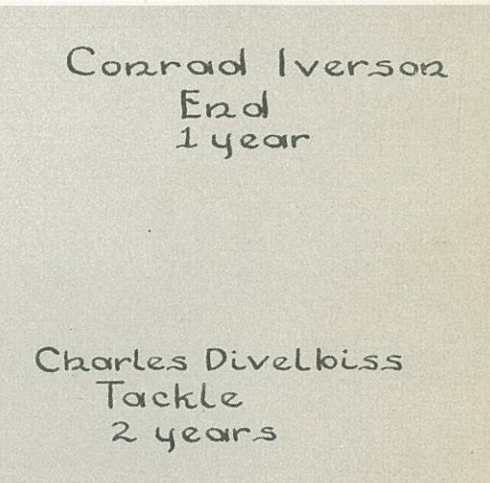 Conrad Iverson
End
1 year
Charles Divelbiss
Tackle
2 years